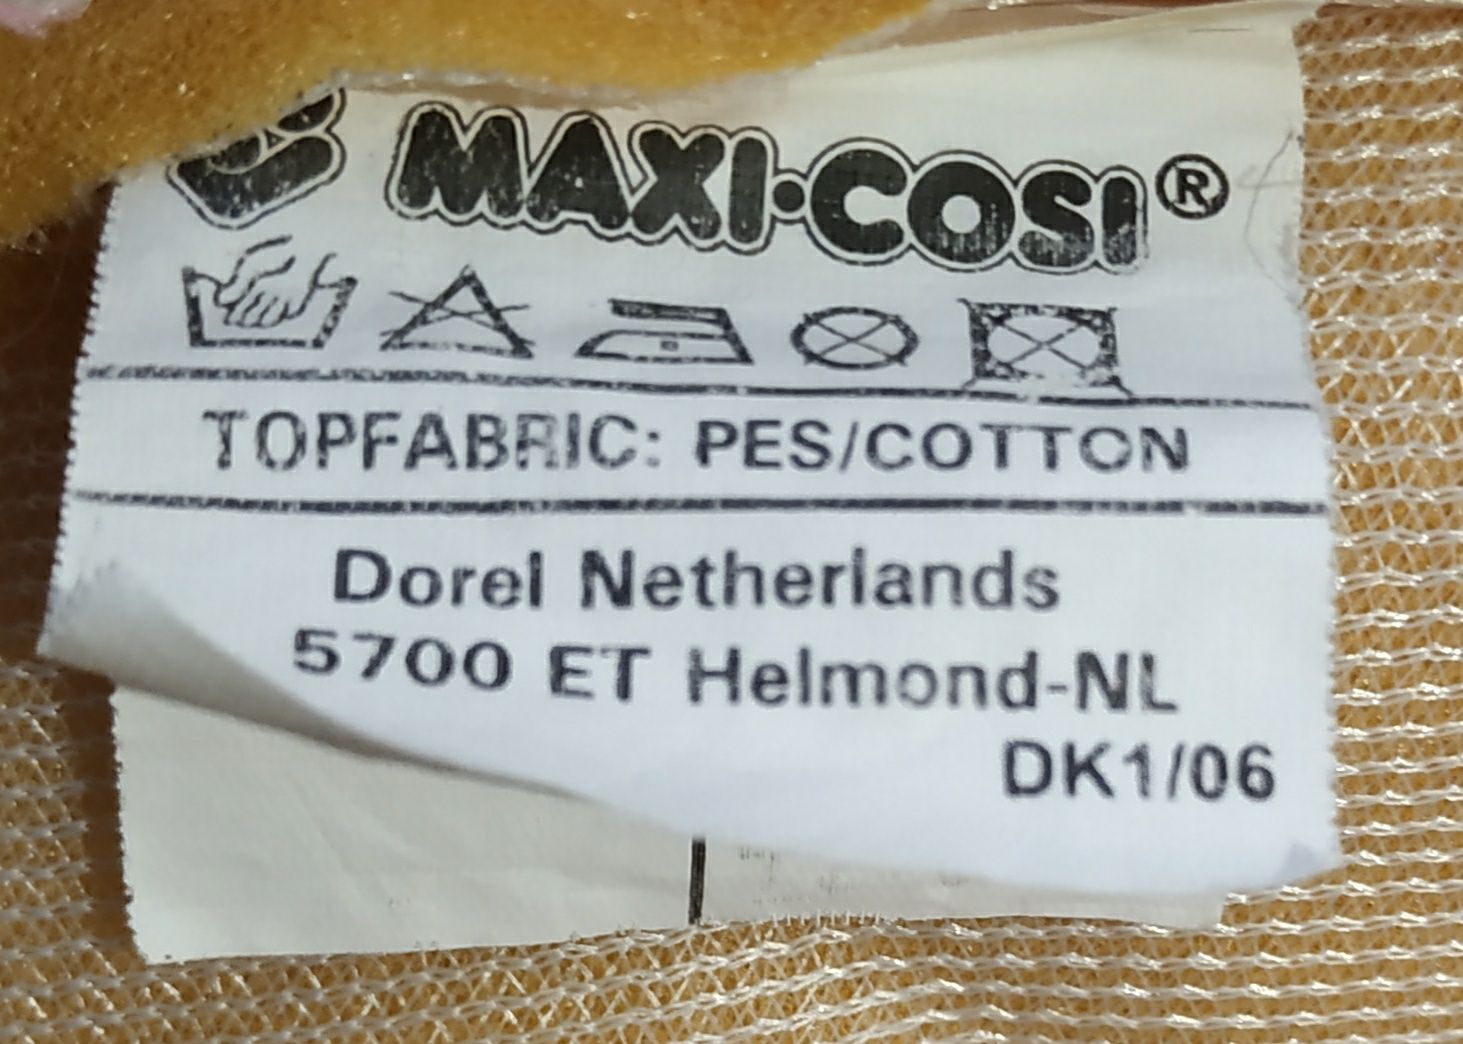 MAXI·COSI®
TOPFABRIC: PES/COTTON
Dorel Netherlands
5700 ET Helmond-NL
DK1/06